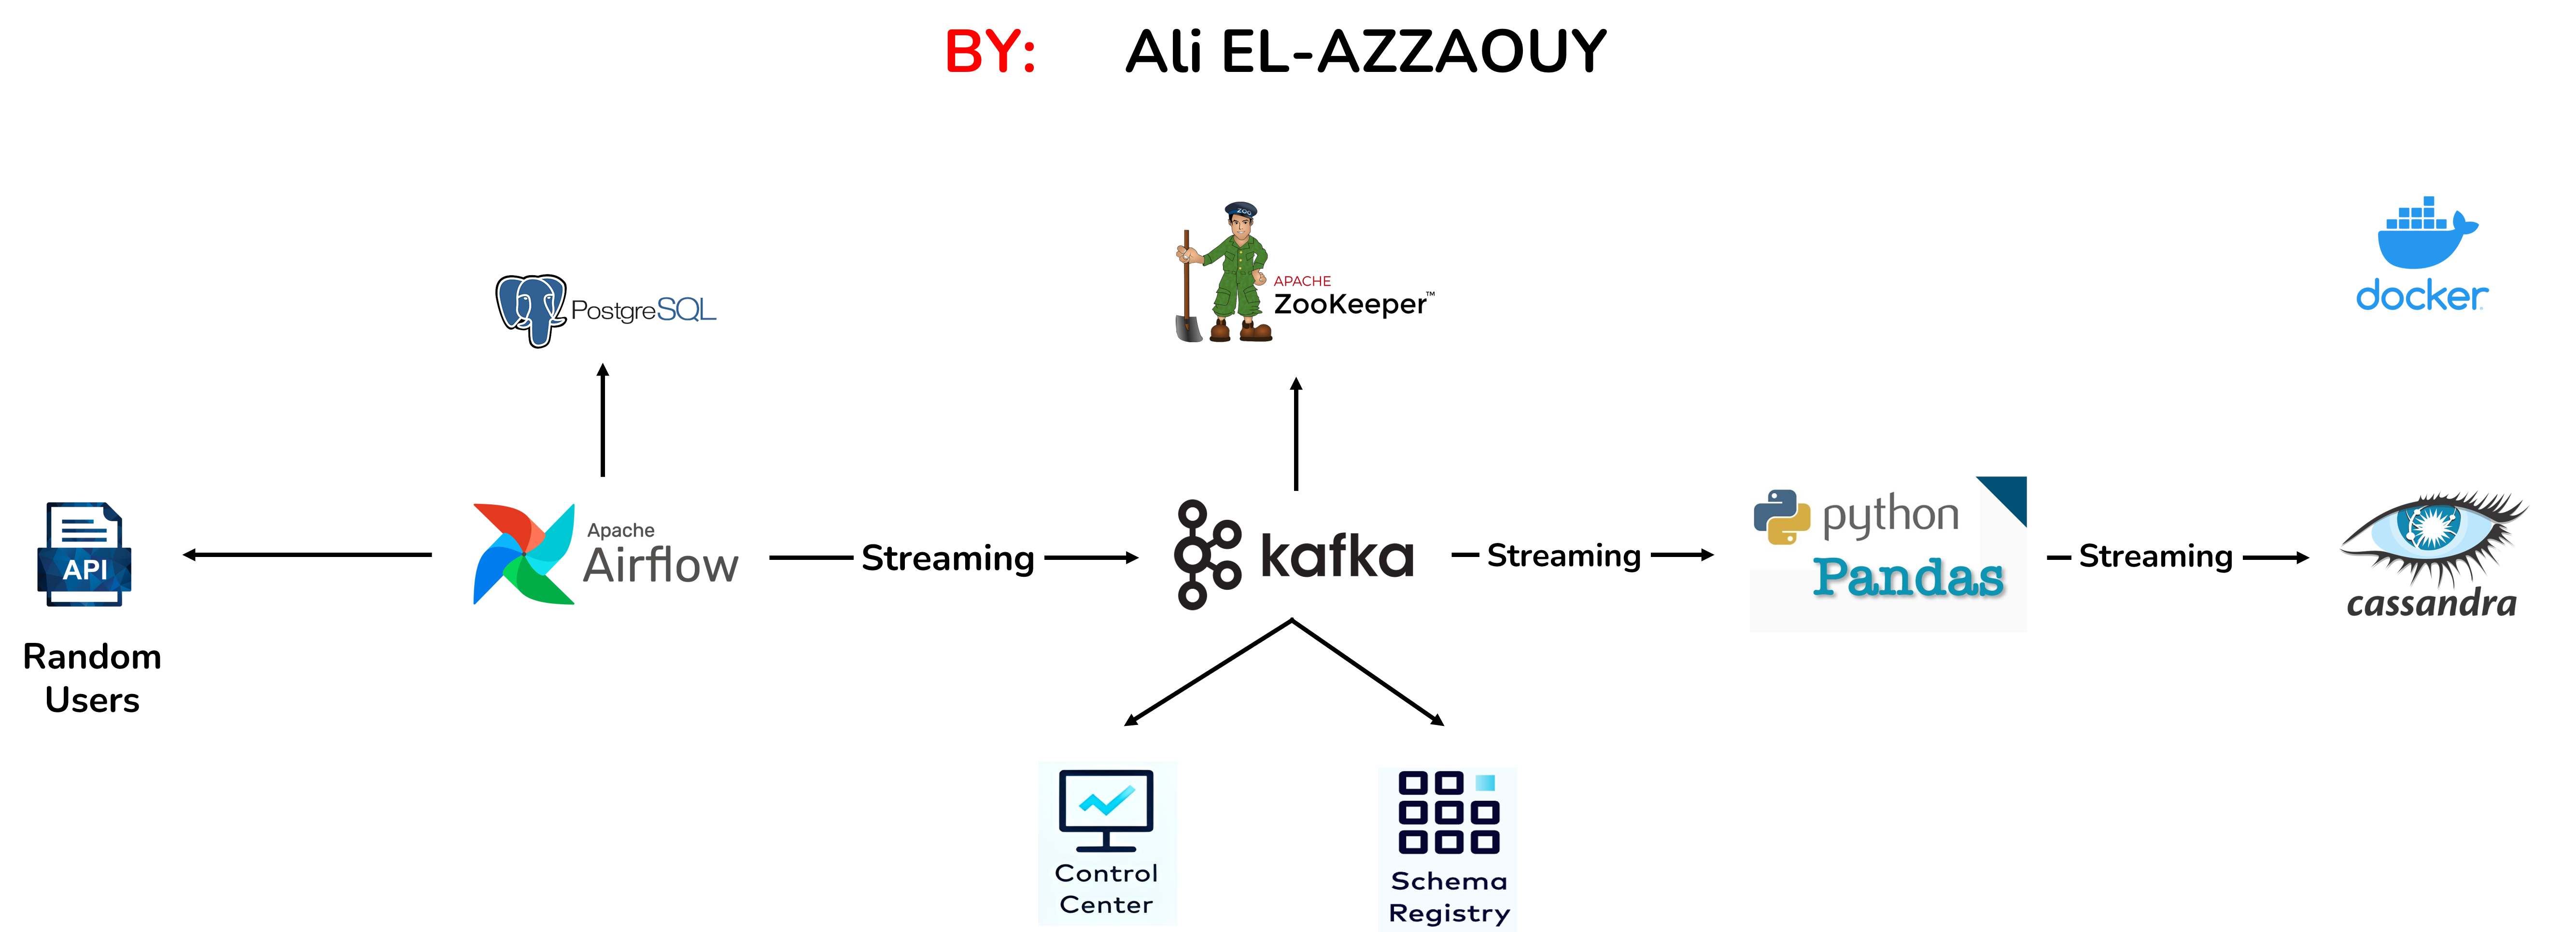 BY: Ali EL-AZZAOUY
ZOO
APACHE
ZooKeeper™
docker
PostgreSQL
API
Random
Users
Apache
Airflow
Streaming
kafka
Streaming
python
Pandas
Streaming
cassandra
Control
Center
Schema
Registry